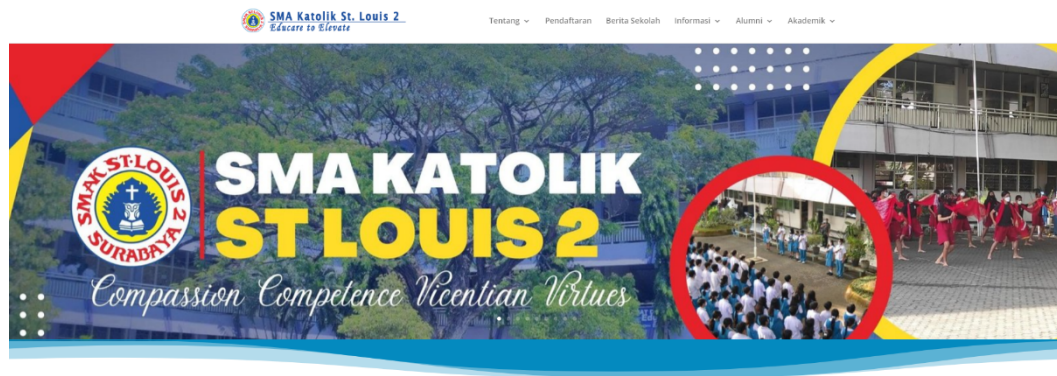 SMA Katolik St. Louis 2
Educare to Elevate
Tentang
Pendaftaran
Berita Sekolah
Informasi
Alumni
Akademik
SMAK ST·LOUIS 2
SURABAYA
SMA KATOLIK
ST LOUIS 2
Compassion Competence Vicentian Virtues